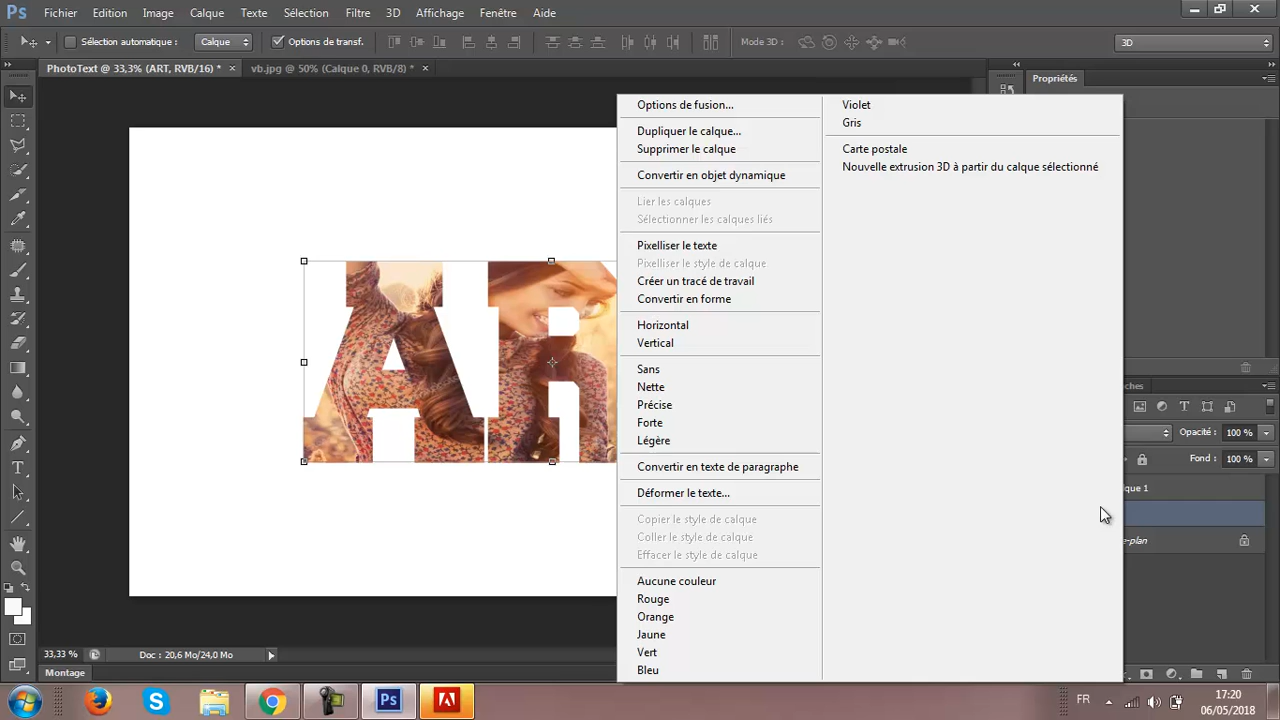 Ps Fichier Edition Image Calque Texte Sélection Filtre 3D Affichage Fenêtre Aide
Sélection automatique : Calque Options de transf. Mode 3D : 3D
PhotoText @ 33,3% (ART, RVB/16) * × vb.jpg @ 50% (Calque 0, RVB/8) * ×
Propriétés
Options de fusion...
Dupliquer le calque...
Supprimer le calque
Convertir en objet dynamique
Lier les calques
Sélectionner les calques liés
Pixelliser le texte
Pixelliser le style de calque
Créer un tracé de travail
Convertir en forme
Horizontal
Vertical
Sans
Nette
Précise
Forte
Légère
Convertir en texte de paragraphe
Déformer le texte...
Copier le style de calque
Coller le style de calque
Effacer le style de calque
Aucune couleur
Rouge
Orange
Jaune
Vert
Bleu
Violet
Gris
Carte postale
Nouvelle extrusion 3D à partir du calque sélectionné
AR
ches
Opacité : 100 %
Fond : 100 %
que 1
e-plan
33,33 % Doc : 20,6 Mo/24,0 Mo
Montage
Ps
FR
17:20
06/05/2018